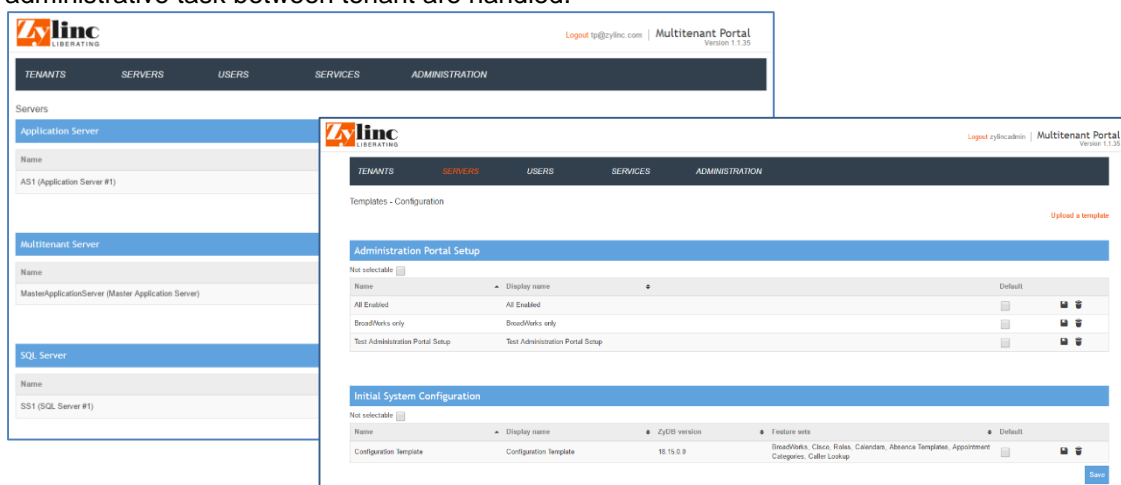 administrative task between tenant are handled.
Zylinc
LIBERATING
Logout tp@zylinc.com | Multitenant Portal
Version 1.1.35
TENANTS SERVERS USERS SERVICES ADMINISTRATION
Servers
Application Server
Name
AS1 (Application Server #1)
Multitenant Server
Name
MasterApplicationServer (Master Application Server)
SQL Server
Name
SS1 (SQL Server #1)
Zylinc
LIBERATING
Logout zylincadmin | Multitenant Portal
Version 1.1.35
TENANTS SERVERS USERS SERVICES ADMINISTRATION
Templates - Configuration
Upload a template
Administration Portal Setup
Not selectable
Name Display name Default
All Enabled All Enabled
BroadWorks only BroadWorks only
Test Administration Portal Setup Test Administration Portal Setup
Initial System Configuration
Not selectable
Name Display name ZyDB version Feature sets Default
Configuration Template Configuration Template 18.15.0.9 BroadWorks, Cisco, Roles, Calendars, Absence Templates, Appointment
Categories, Caller Lookup
Save